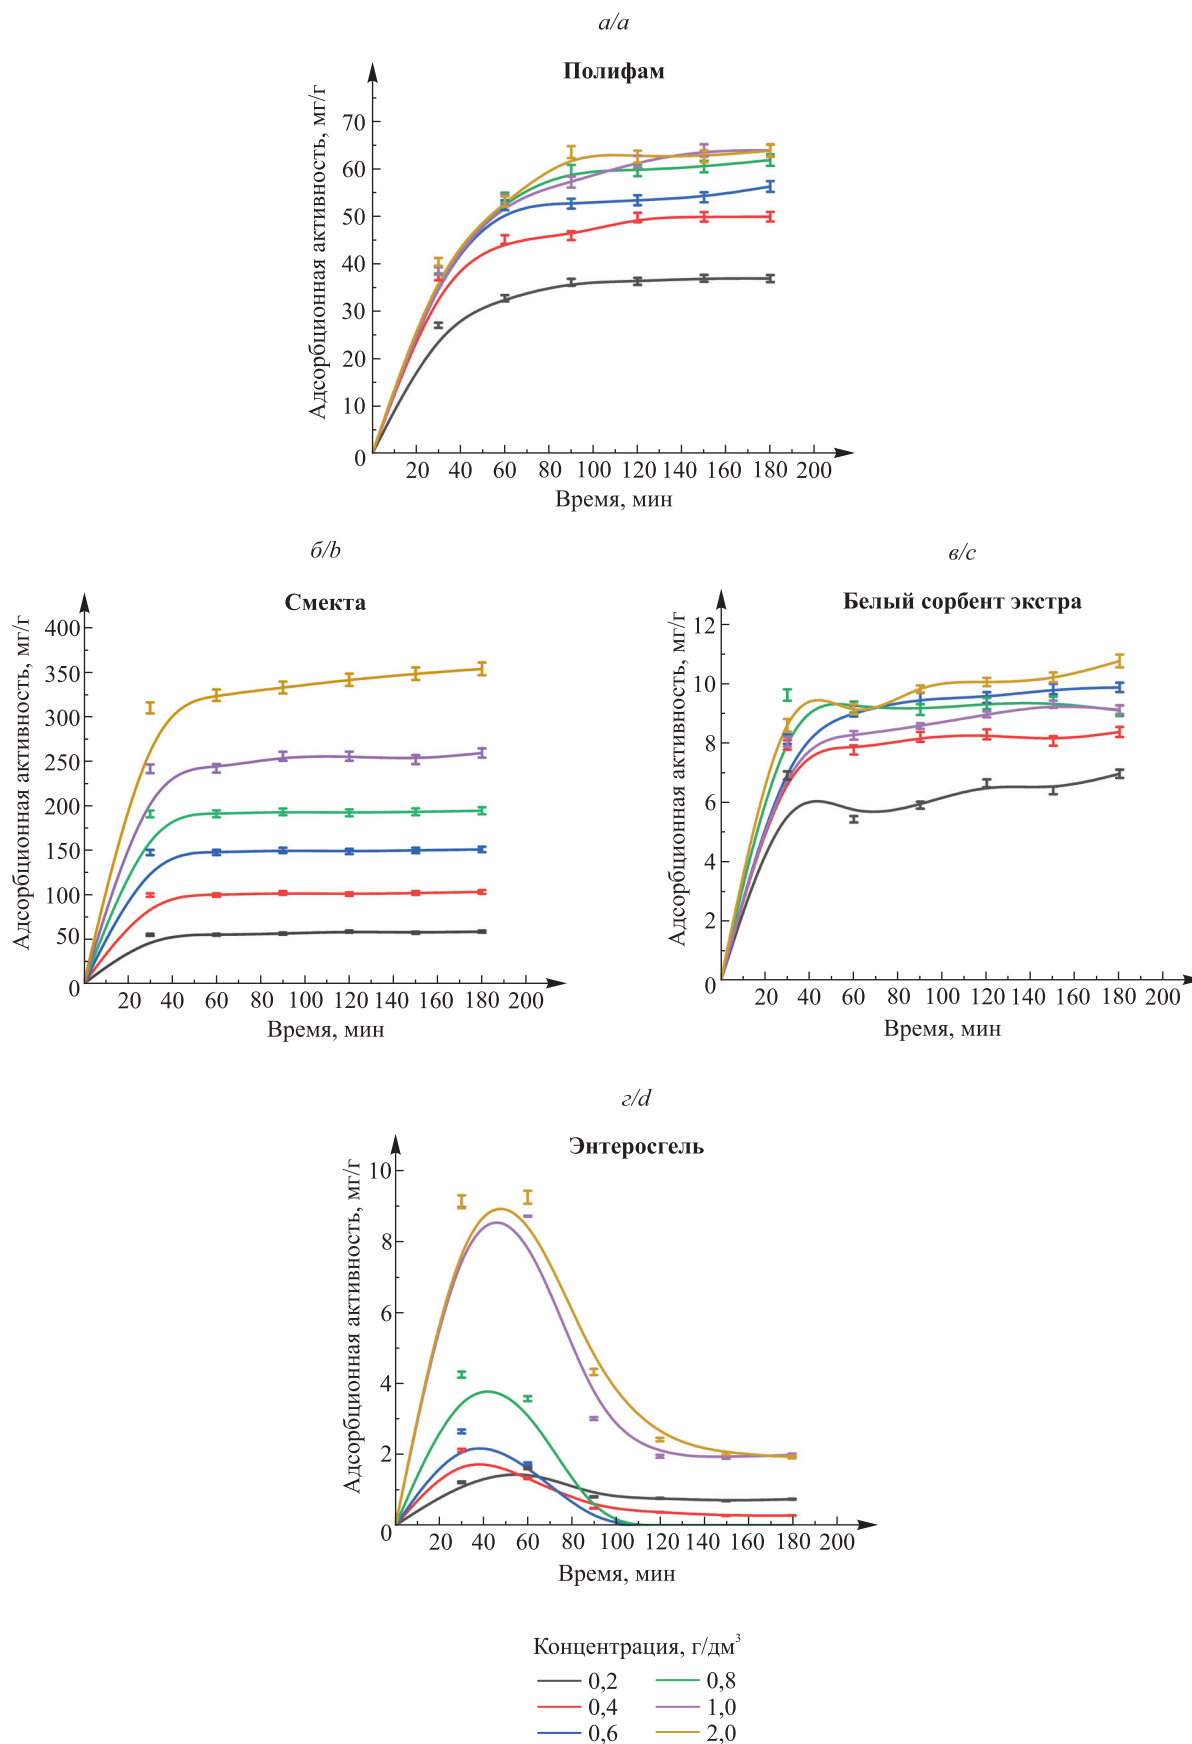 а/a
Полифам
Адсорбционная активность, мг/г
70
60
50
40
30
20
10
0
20 40 60 80 100 120 140 160 180 200
Время, мин
б/b
Смекта
Адсорбционная активность, мг/г
400
350
300
250
200
150
100
50
0
20 40 60 80 100 120 140 160 180 200
Время, мин
в/c
Белый сорбент экстра
Адсорбционная активность, мг/г
12
10
8
6
4
2
0
20 40 60 80 100 120 140 160 180 200
Время, мин
г/d
Энтеросгель
Адсорбционная активность, мг/г
10
8
6
4
2
0
20 40 60 80 100 120 140 160 180 200
Время, мин
Концентрация, г/дм³
0,2 0,8
0,4 1,0
0,6 2,0